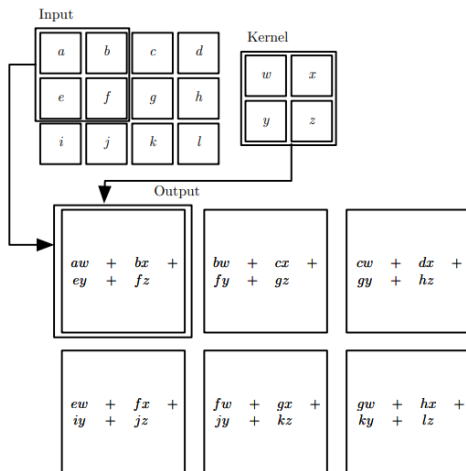 Input
Kernel
a b c d
w x
e f g h
y z
i j k l
Output
aw + bx +
ey + fz
bw + cx +
fy + gz
cw + dx +
gy + hz
ew + fx +
iy + jz
fw + gx +
jy + kz
gw + hx +
ky + lz